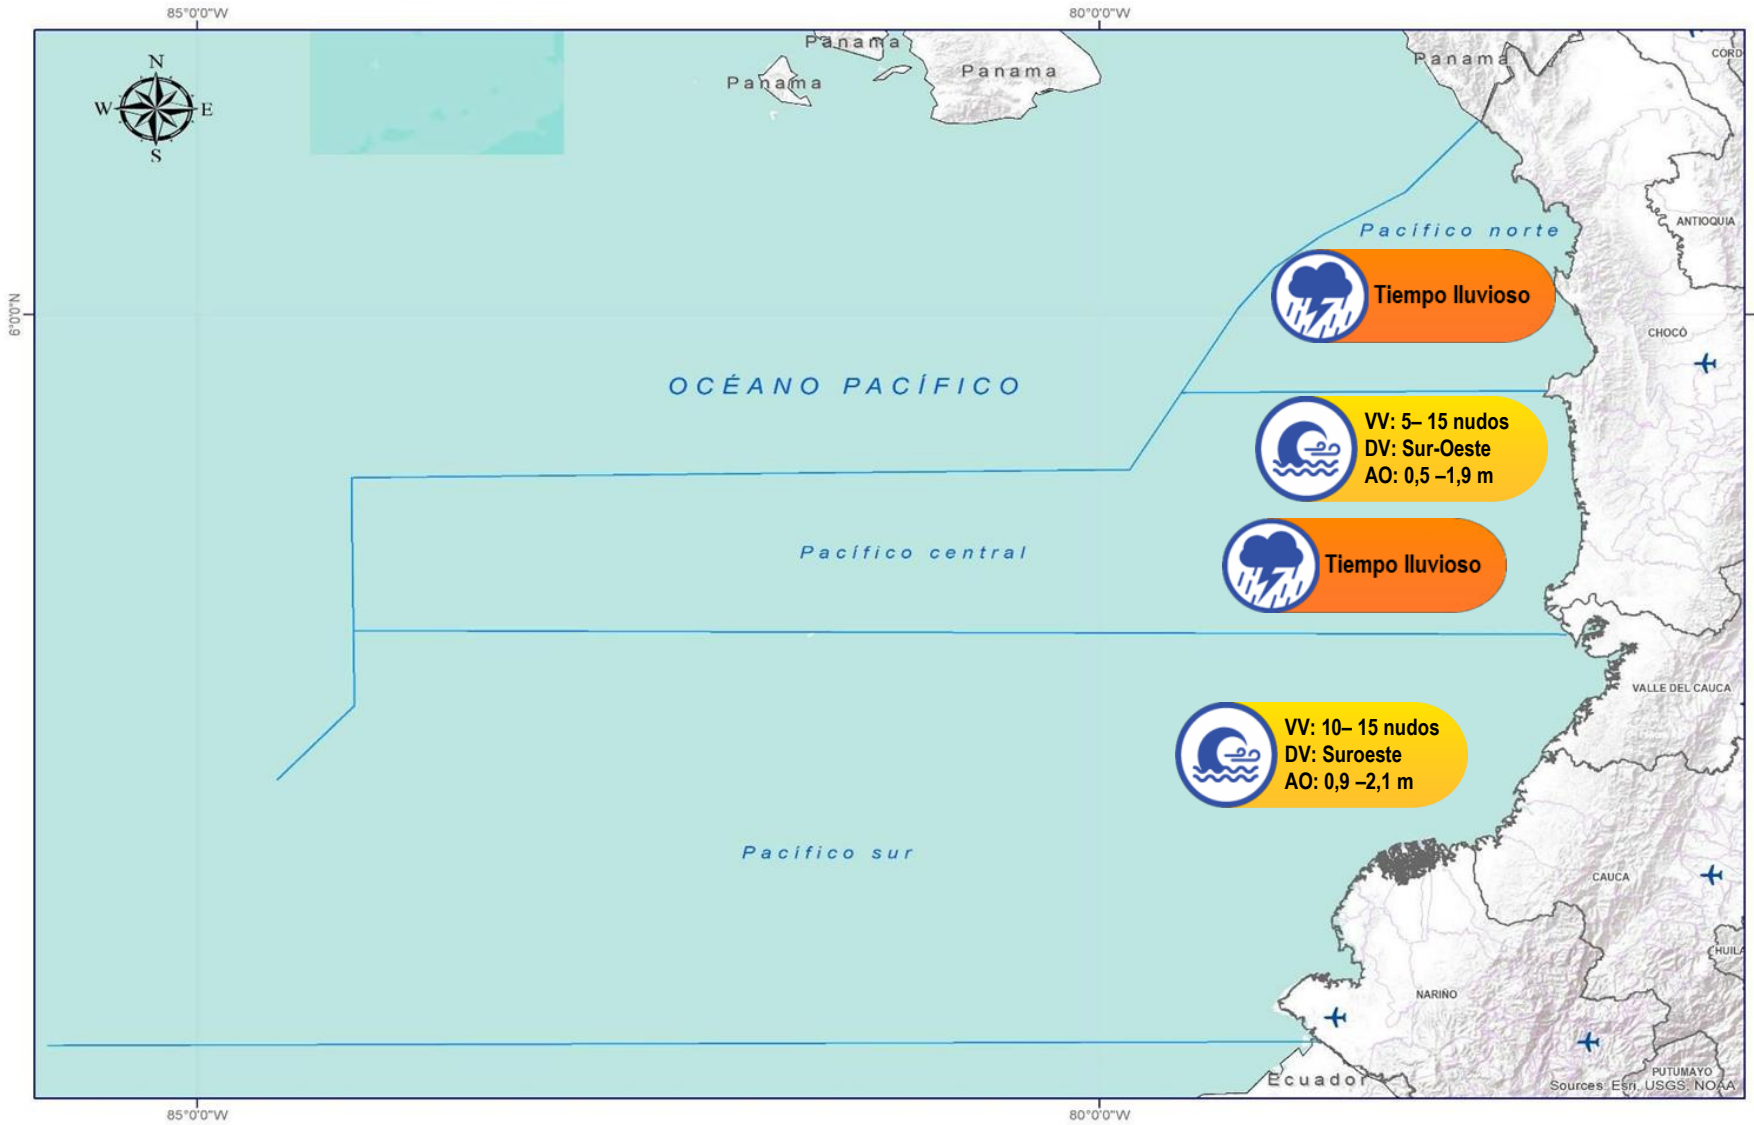 85°0'0"W
80°0'0"W
N
W
E
S
Panama
Panama
Panama
Panama
CORD
Pacífico norte
ANTIOQUIA
6°0'0"N
Tiempo lluvioso
CHOCÓ
OCÉANO PACÍFICO
VV: 5– 15 nudos
DV: Sur-Oeste
AO: 0,5 –1,9 m
Pacífico central
Tiempo lluvioso
VALLE DEL CAUCA
VV: 10– 15 nudos
DV: Suroeste
AO: 0,9 –2,1 m
Pacífico sur
CAUCA
HUILA
NARIÑO
Ecuador
PUTUMAYO
Sources: Esri, USGS, NOAA
85°0'0"W
80°0'0"W